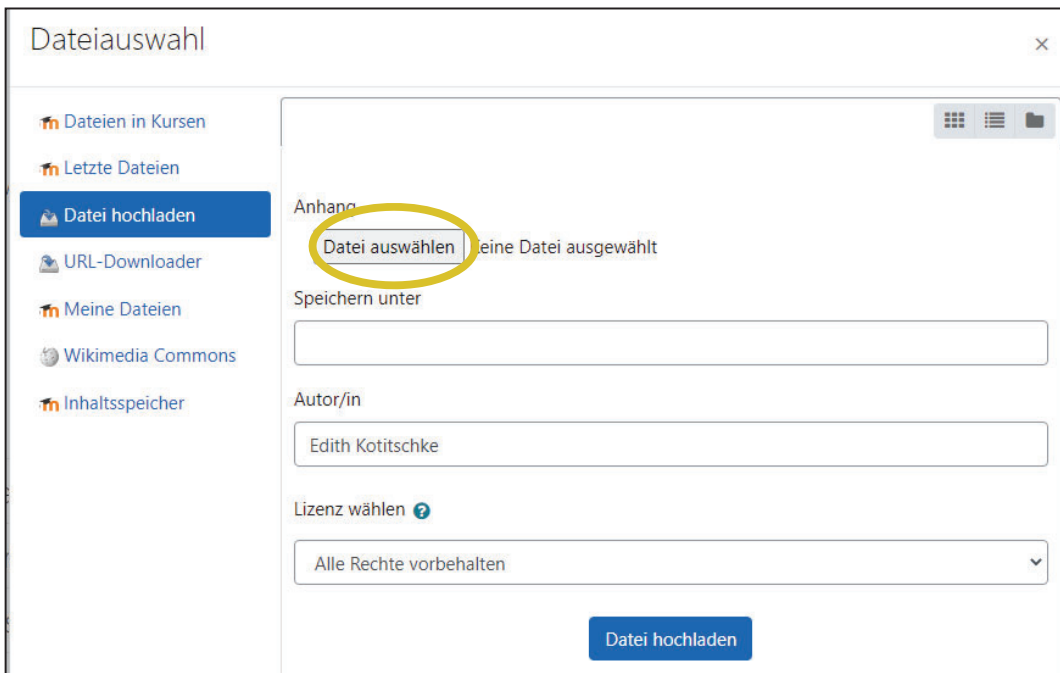 Dateiauswahl
×
Dateien in Kursen
Letzte Dateien
Datei hochladen
URL-Downloader
Meine Dateien
Wikimedia Commons
Inhaltsspeicher
Anhang
Datei auswählen Keine Datei ausgewählt
Speichern unter
Autor/in
Edith Kotitschke
Lizenz wählen ?
Alle Rechte vorbehalten
Datei hochladen